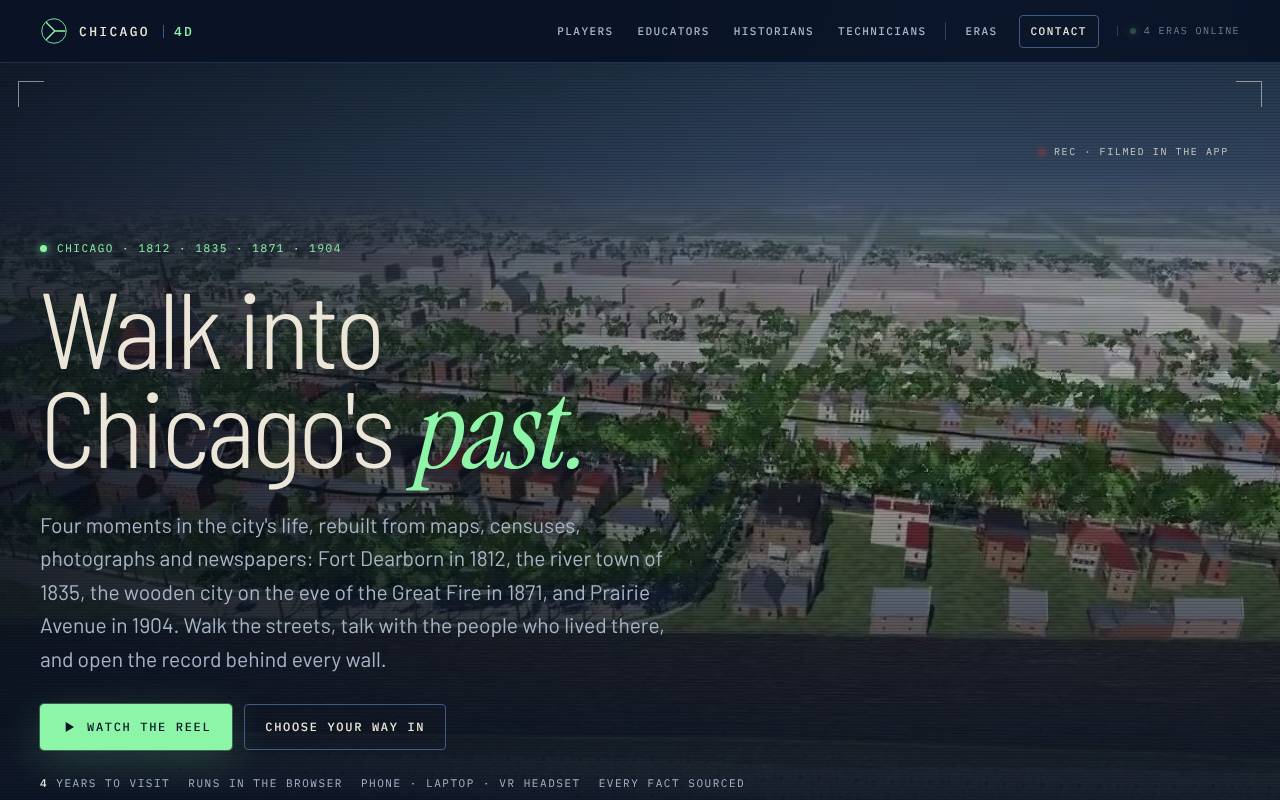 CHICAGO | 4D
PLAYERS EDUCATORS HISTORIANS TECHNICIANS ERAS CONTACT 4 ERAS ONLINE
REC · FILMED IN THE APP
CHICAGO · 1812 · 1835 · 1871 · 1904
Walk into
Chicago's past.
Four moments in the city's life, rebuilt from maps, censuses,
photographs and newspapers: Fort Dearborn in 1812, the river town of
1835, the wooden city on the eve of the Great Fire in 1871, and Prairie
Avenue in 1904. Walk the streets, talk with the people who lived there,
and open the record behind every wall.
WATCH THE REEL CHOOSE YOUR WAY IN
4 YEARS TO VISIT RUNS IN THE BROWSER PHONE · LAPTOP · VR HEADSET EVERY FACT SOURCED